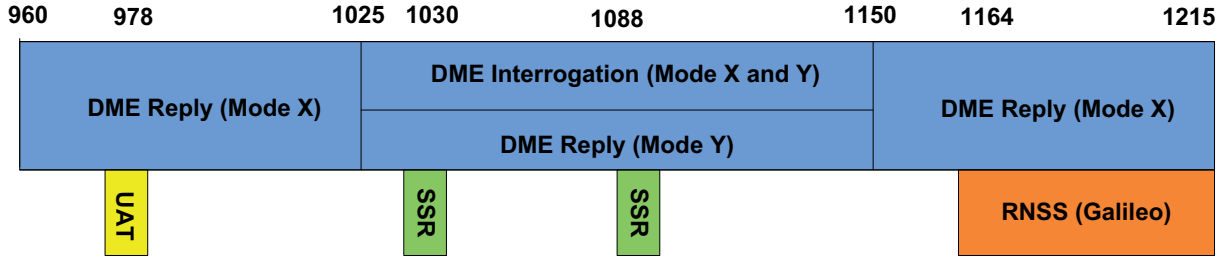 960 978 1025 1030 1088 1150 1164 1215
DME Interrogation (Mode X and Y)
DME Reply (Mode X)
DME Reply (Mode X)
DME Reply (Mode Y)
UAT
SSR
SSR
RNSS (Galileo)